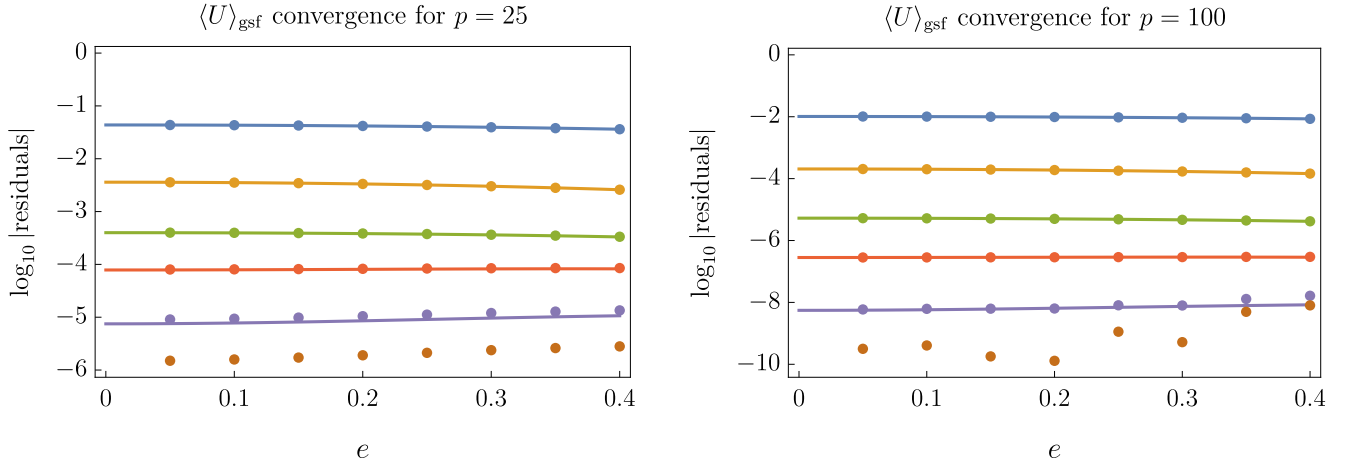 ⟨U⟩gsf convergence for p = 25
log10 |residuals|
0
−1
−2
−3
−4
−5
−6
0 0.1 0.2 0.3 0.4
e
⟨U⟩gsf convergence for p = 100
log10 |residuals|
0
−2
−4
−6
−8
−10
0 0.1 0.2 0.3 0.4
e